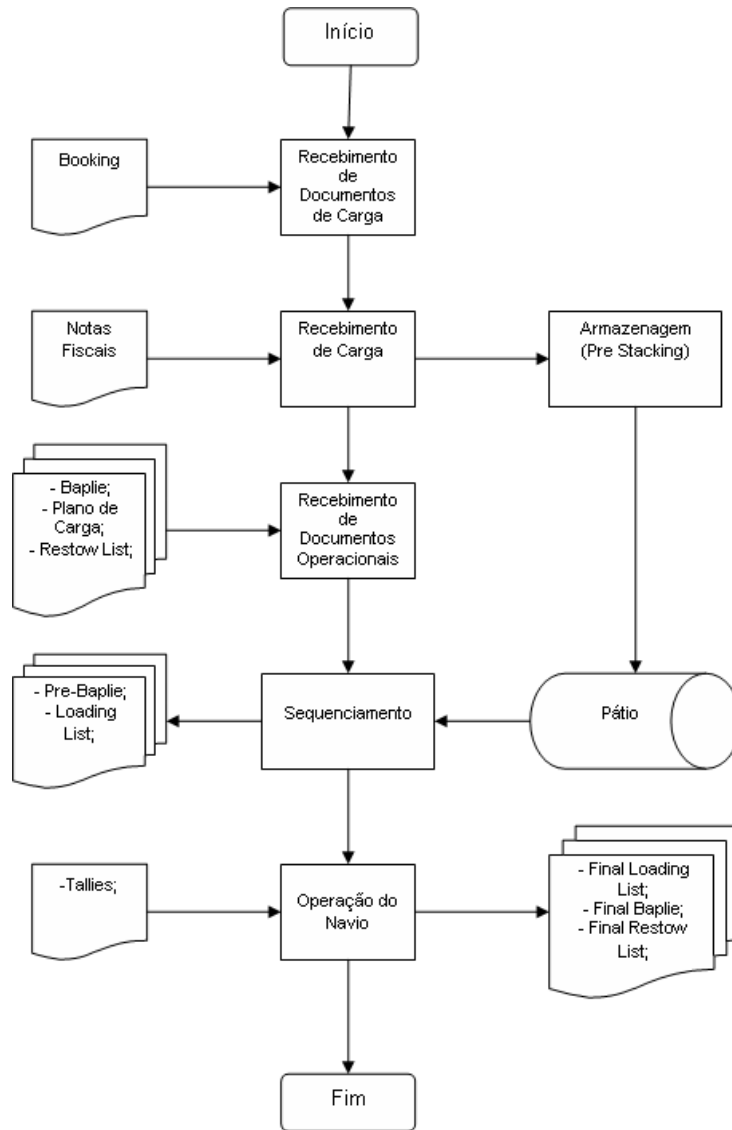 Início
Booking
Recebimento
de
Documentos
de Carga
Notas
Fiscais
Recebimento
de Carga
Armazenagem
(Pre Stacking)
- Baplie;
- Plano de
Carga;
- Restow List;
Recebimento
de
Documentos
Operacionais
- Pre-Baplie;
- Loading
List;
Sequenciamento
Pátio
-Tallies;
Operação do
Navio
- Final Loading
List;
- Final Baplie;
- Final Restow
List;
Fim